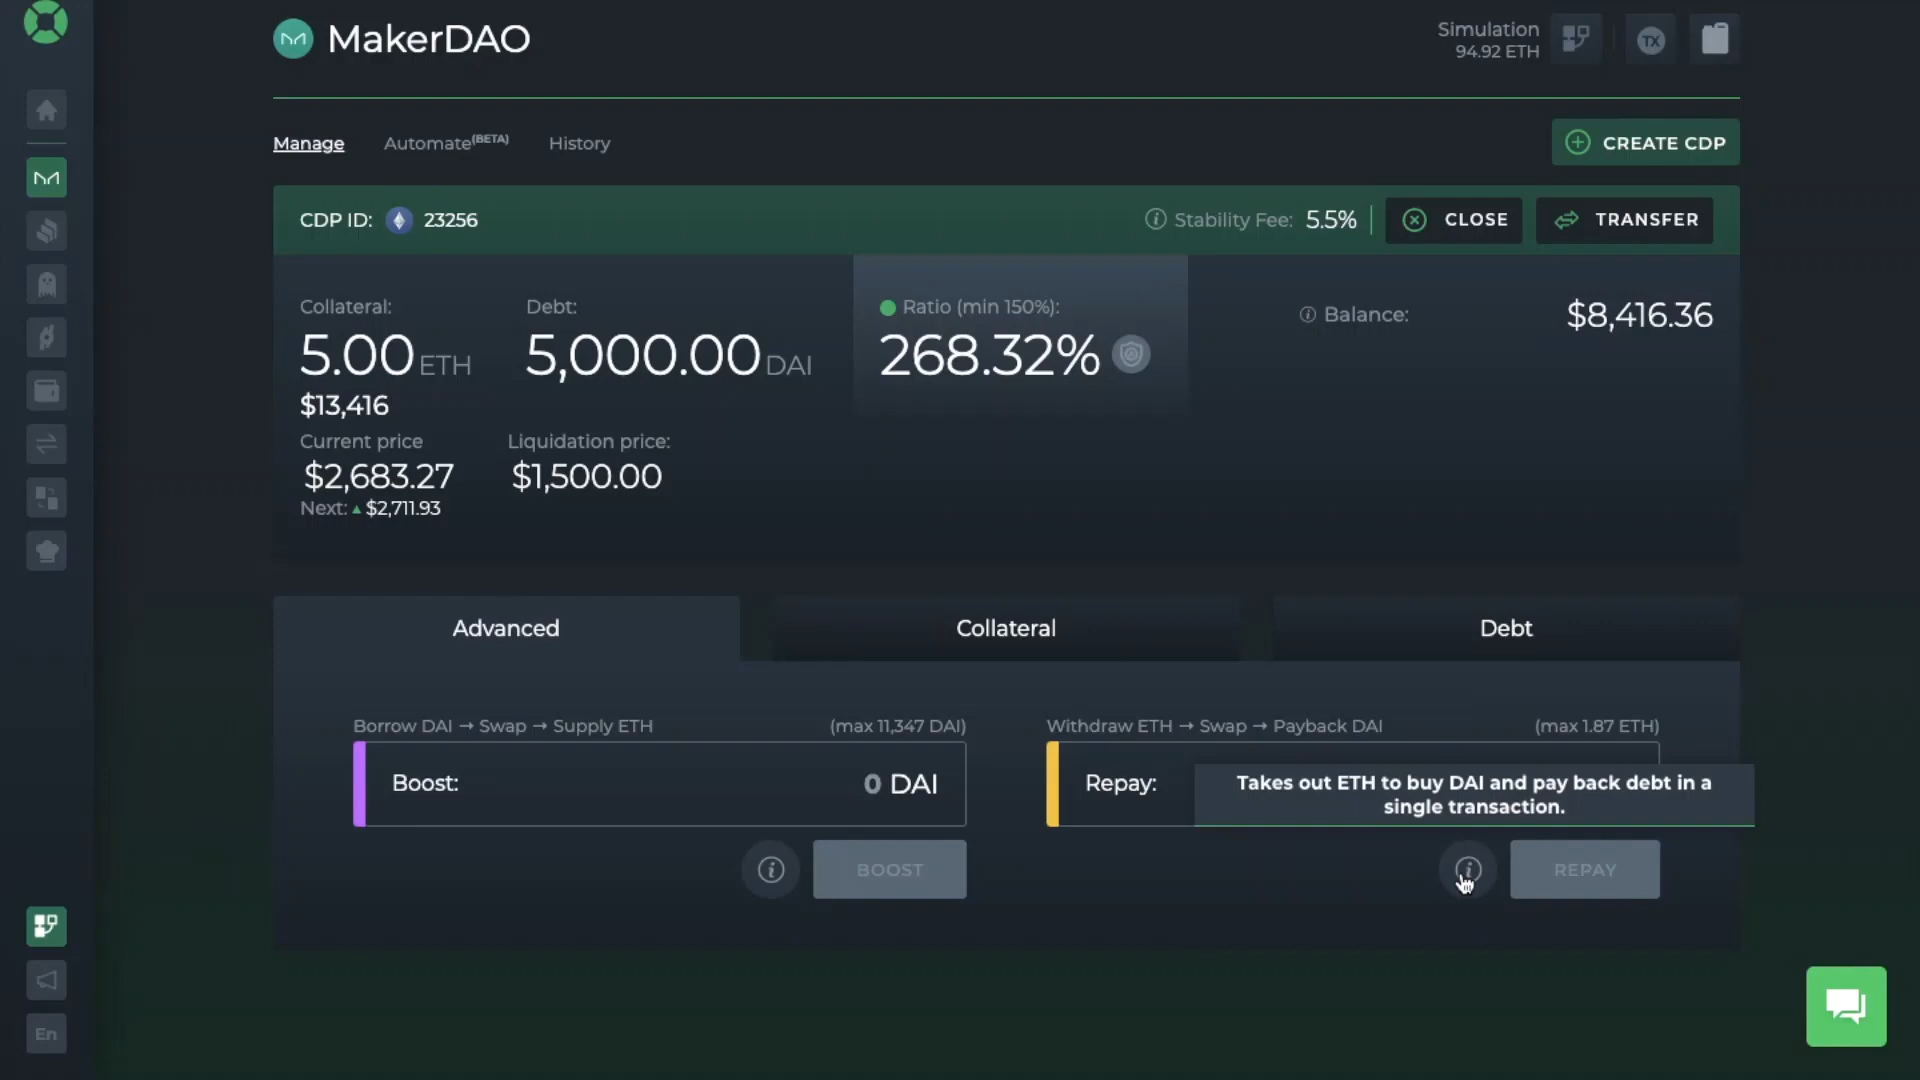 MakerDAO
Simulation
94.92 ETH
TX
Manage
Automate(BETA)
History
CREATE CDP
CDP ID: 23256
Stability Fee: 5.5%
CLOSE
TRANSFER
Collateral:
5.00 ETH
$13,416
Debt:
5,000.00 DAI
Ratio (min 150%):
268.32%
Balance:
$8,416.36
Current price
$2,683.27
Next: ▲ $2,711.93
Liquidation price:
$1,500.00
Advanced
Collateral
Debt
Borrow DAI → Swap → Supply ETH
(max 11,347 DAI)
Boost:
0 DAI
BOOST
Withdraw ETH → Swap → Payback DAI
(max 1.87 ETH)
Repay:
Takes out ETH to buy DAI and pay back debt in a
single transaction.
REPAY
En